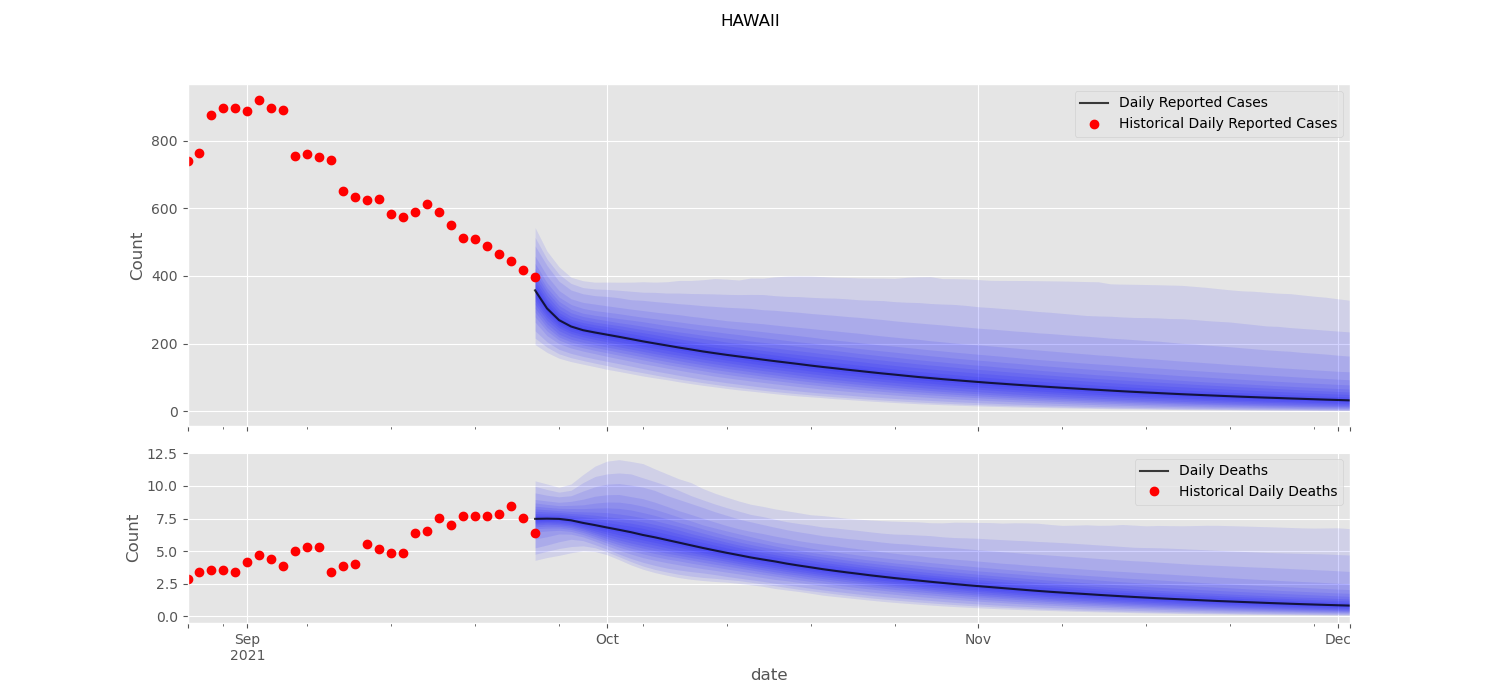 HAWAII
Daily Reported Cases
Historical Daily Reported Cases
800
600
400
200
0
Count
Daily Deaths
Historical Daily Deaths
12.5
10.0
7.5
5.0
2.5
0.0
Count
Sep
2021
Oct
Nov
Dec
date